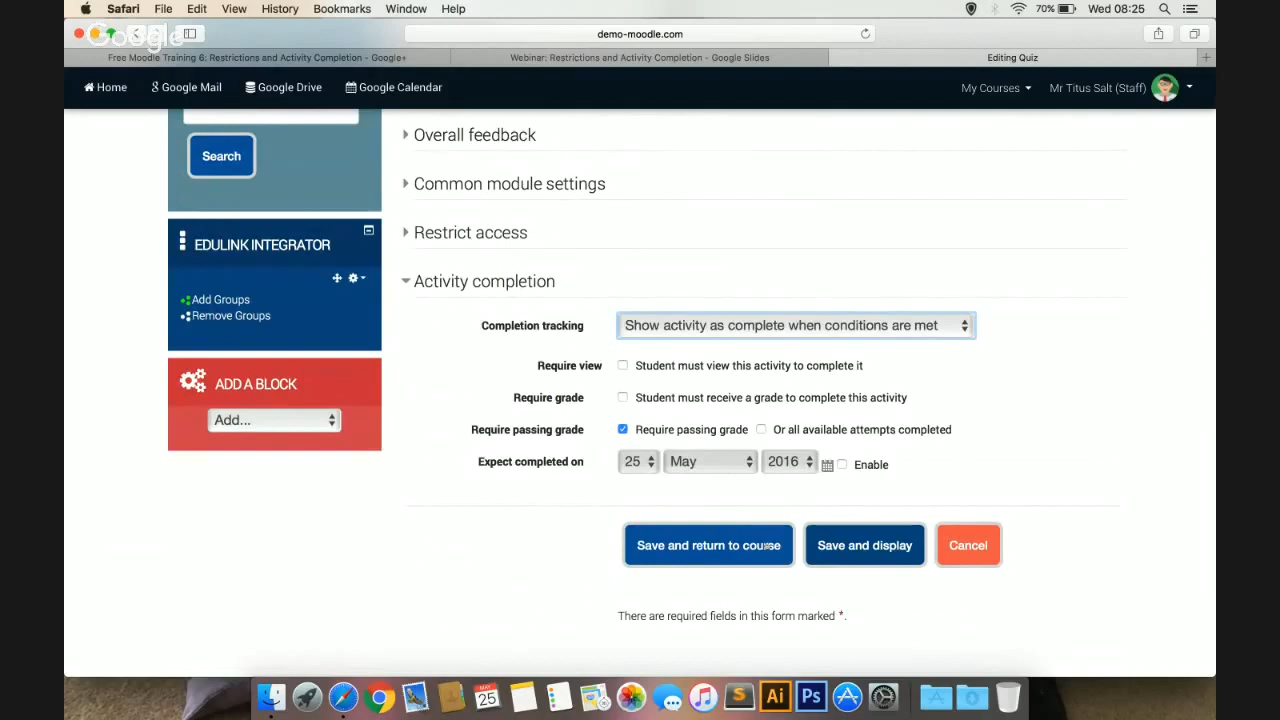 Safari File Edit View History Bookmarks Window Help 70% Wed 08:25
Google
demo-moodle.com
Free Moodle Training 6: Restrictions and Activity Completion - Google+ Webinar: Restrictions and Activity Completion - Google Slides Editing Quiz
Home Google Mail Google Drive Google Calendar My Courses Mr Titus Salt (Staff)
Search
EDULINK INTEGRATOR
Add Groups
Remove Groups
ADD A BLOCK
Add...
Overall feedback
Common module settings
Restrict access
Activity completion
Completion tracking Show activity as complete when conditions are met
Require view Student must view this activity to complete it
Require grade Student must receive a grade to complete this activity
Require passing grade Require passing grade Or all available attempts completed
Expect completed on 25 May 2016 Enable
Save and return to course Save and display Cancel
There are required fields in this form marked *.
MAY
25
S Ai Ps